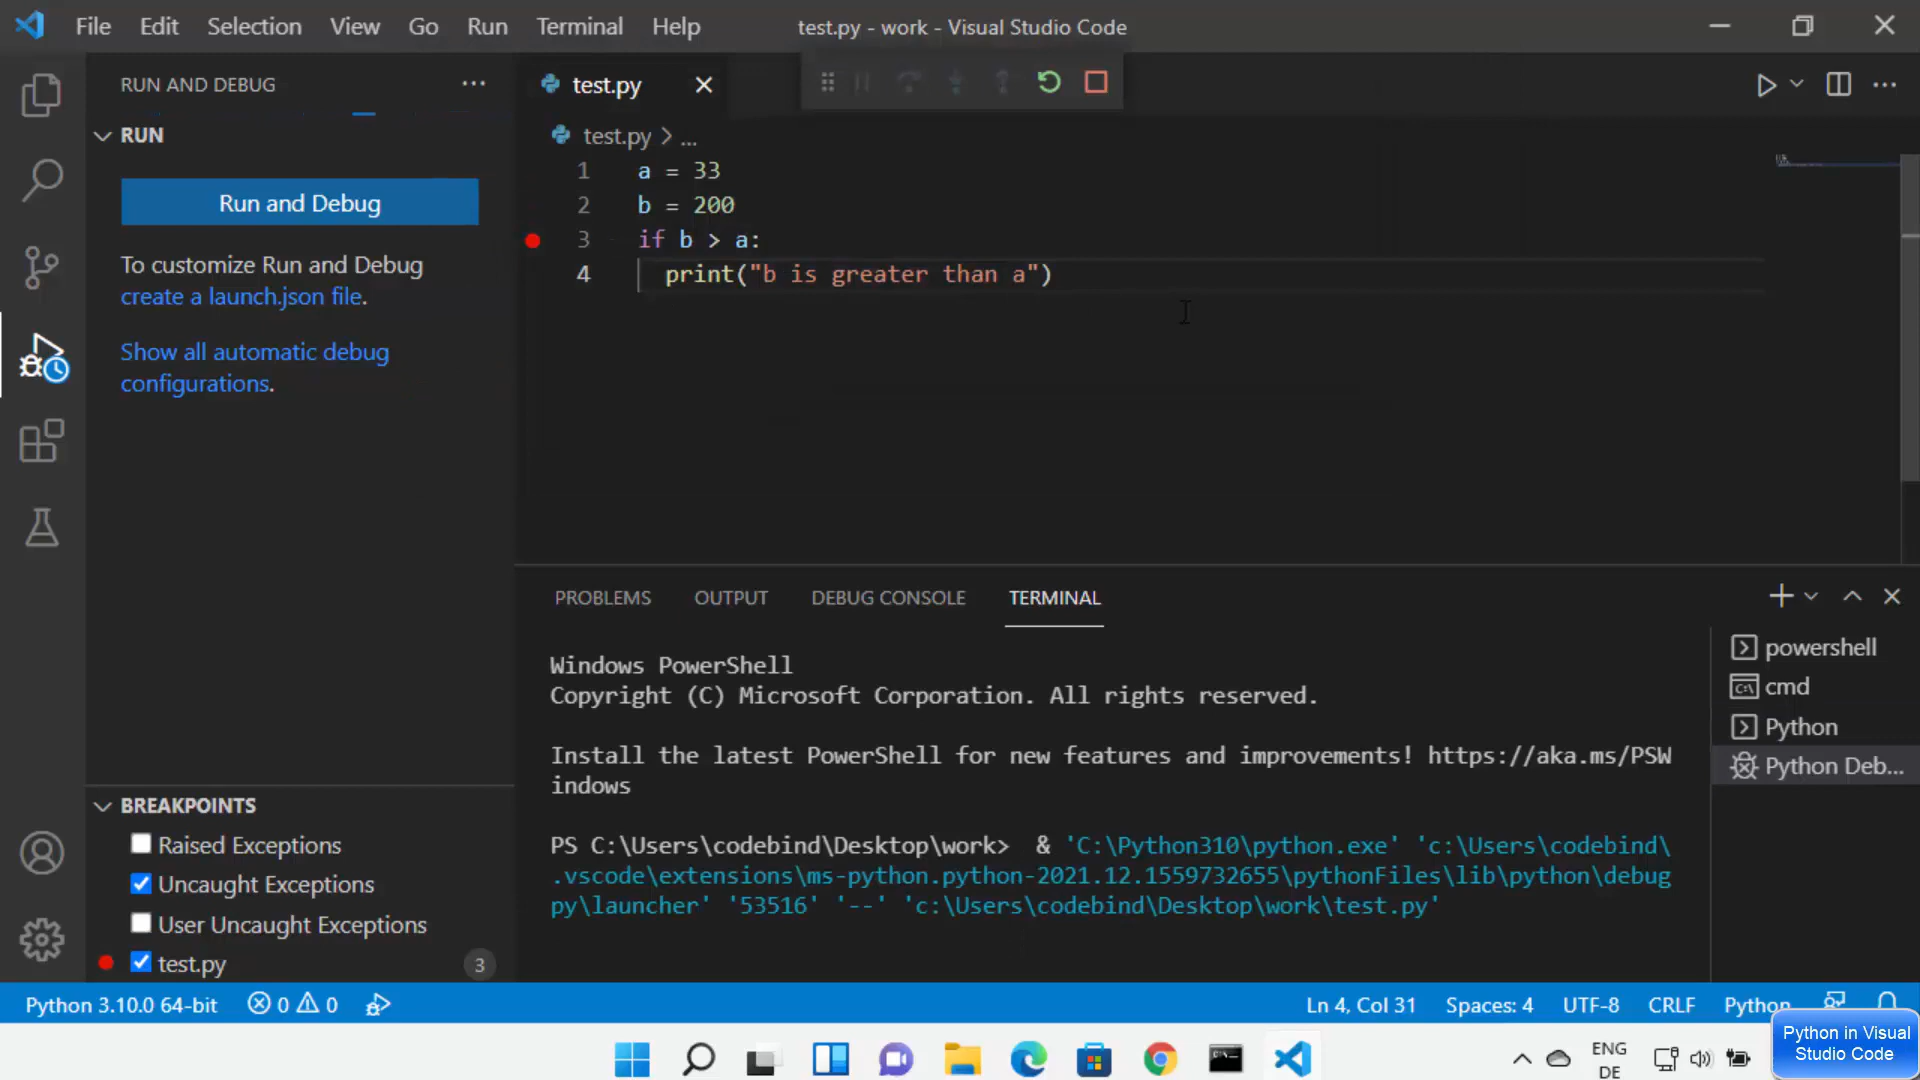 File Edit Selection View Go Run Terminal Help test.py - work - Visual Studio Code
RUN AND DEBUG
test.py
RUN
test.py > ...
Run and Debug
To customize Run and Debug
create a launch.json file.
Show all automatic debug
configurations.
1 a = 33
2 b = 200
3 if b > a:
4 print("b is greater than a")
PROBLEMS OUTPUT DEBUG CONSOLE TERMINAL
Windows PowerShell
Copyright (C) Microsoft Corporation. All rights reserved.
Install the latest PowerShell for new features and improvements! https://aka.ms/PSW
indows
PS C:\Users\codebind\Desktop\work> & 'C:\Python310\python.exe' 'c:\Users\codebind\
.vscode\extensions\ms-python.python-2021.12.1559732655\pythonFiles\lib\python\debug
py\launcher' '53516' '--' 'c:\Users\codebind\Desktop\work\test.py'
powershell
cmd
Python
Python Deb...
BREAKPOINTS
Raised Exceptions
Uncaught Exceptions
User Uncaught Exceptions
test.py 3
Python 3.10.0 64-bit 0 0 Ln 4, Col 31 Spaces: 4 UTF-8 CRLF Python
ENG
DE
Python in Visual
Studio Code